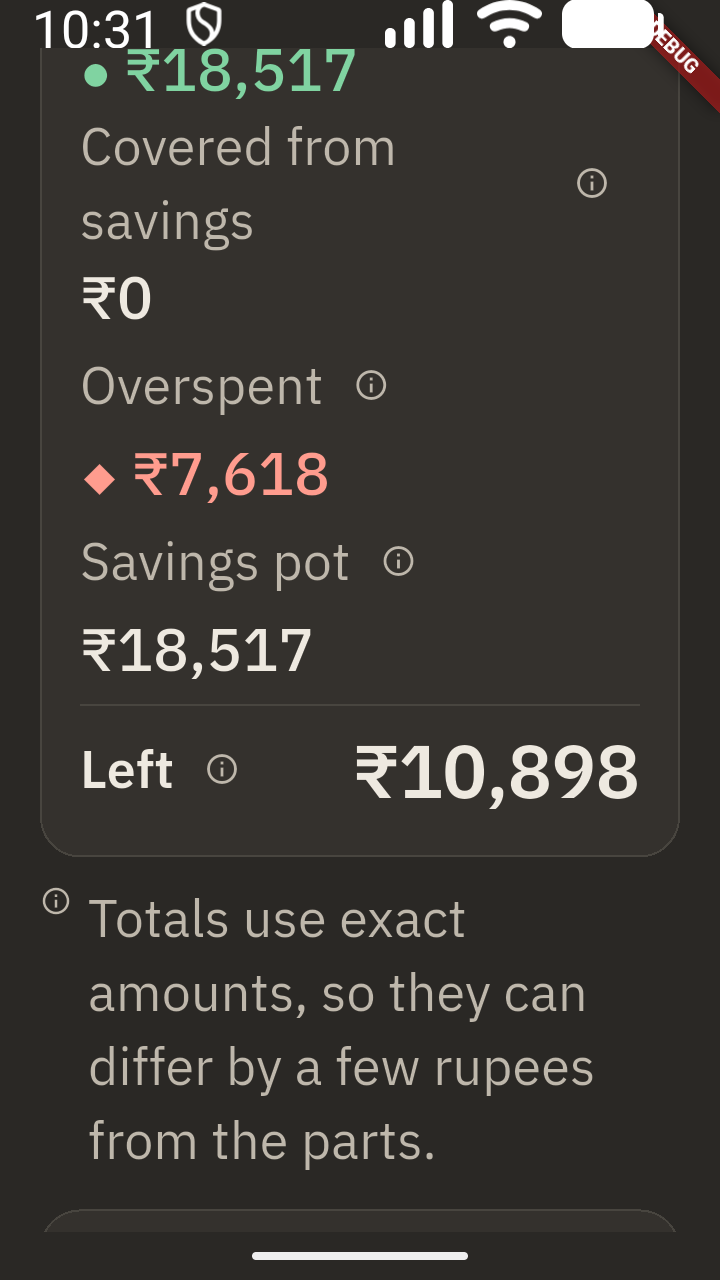 10:31
DEBUG
₹18,517
Covered from
savings
₹0
Overspent
₹7,618
Savings pot
₹18,517
Left
₹10,898
Totals use exact
amounts, so they can
differ by a few rupees
from the parts.